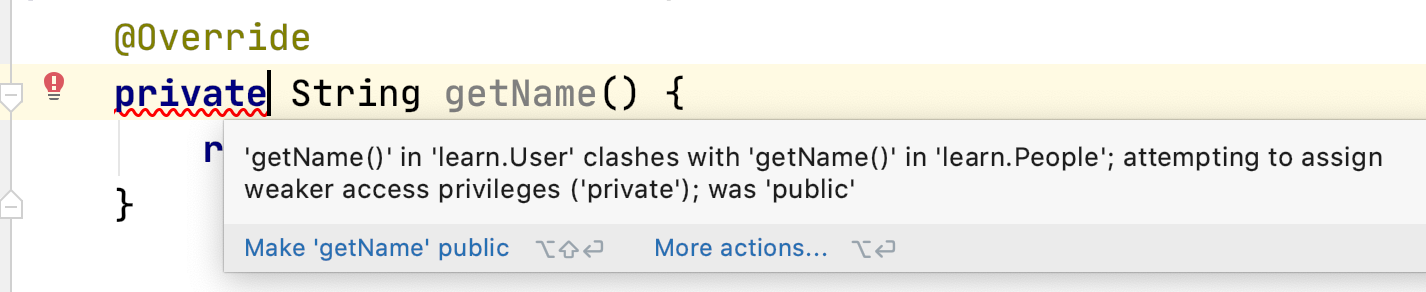 @Override
private String getName() {
r
'getName()' in 'learn.User' clashes with 'getName()' in 'learn.People'; attempting to assign
weaker access privileges ('private'); was 'public'
}
Make 'getName' public ⌥⇧⏎ More actions... ⌥⏎